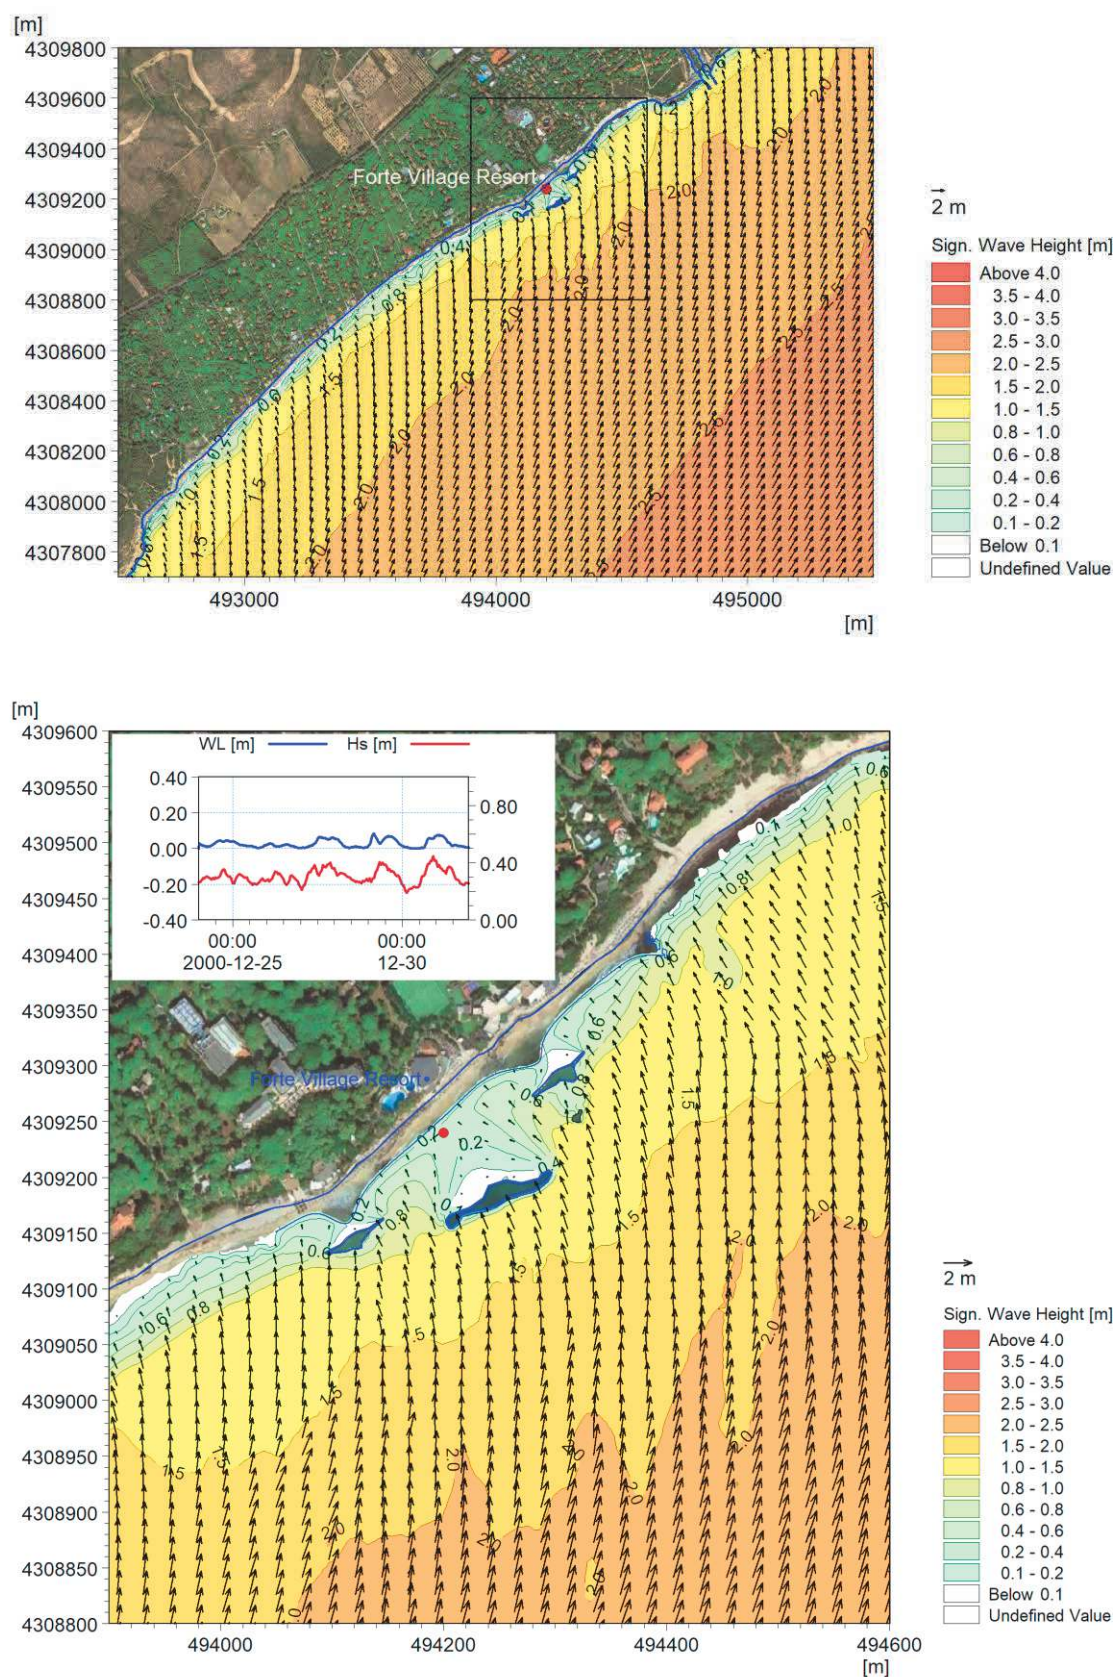 [m]
4309800
4309600
4309400
4309200
4309000
4308800
4308600
4308400
4308200
4308000
4307800
493000 494000 495000
[m]
Forte Village Resort
2 m
Sign. Wave Height [m]
Above 4.0
3.5 - 4.0
3.0 - 3.5
2.5 - 3.0
2.0 - 2.5
1.5 - 2.0
1.0 - 1.5
0.8 - 1.0
0.6 - 0.8
0.4 - 0.6
0.2 - 0.4
0.1 - 0.2
Below 0.1
Undefined Value
[m]
4309600
4309550
4309500
4309450
4309400
4309350
4309300
4309250
4309200
4309150
4309100
4309050
4309000
4308950
4308900
4308850
4308800
494000 494200 494400 494600
[m]
WL [m] Hs [m]
0.40
0.20
0.00
-0.20
-0.40
0.80
0.40
0.00
00:00 00:00
2000-12-25 12-30
Forte Village Resort
2 m
Sign. Wave Height [m]
Above 4.0
3.5 - 4.0
3.0 - 3.5
2.5 - 3.0
2.0 - 2.5
1.5 - 2.0
1.0 - 1.5
0.8 - 1.0
0.6 - 0.8
0.4 - 0.6
0.2 - 0.4
0.1 - 0.2
Below 0.1
Undefined Value